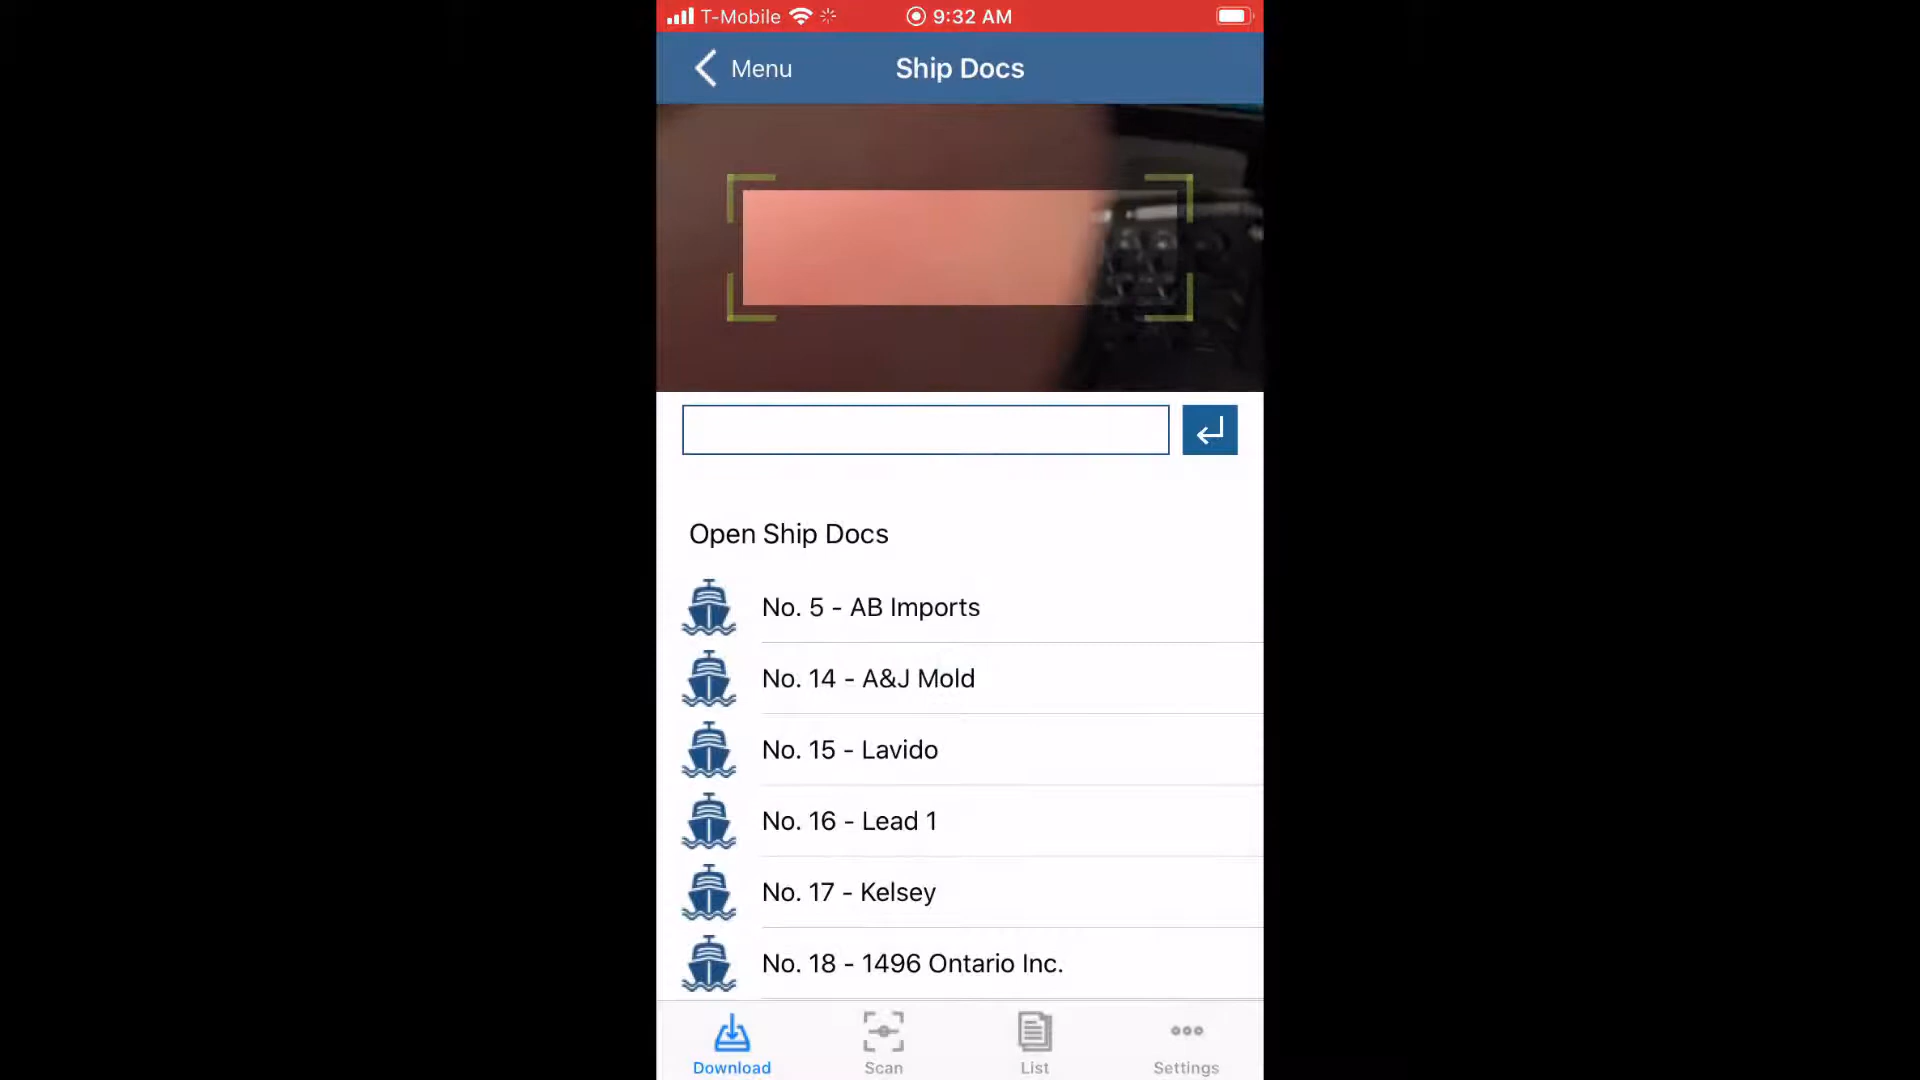 T-Mobile 9:32 AM
Menu Ship Docs
Open Ship Docs
No. 5 - AB Imports
No. 14 - A&J Mold
No. 15 - Lavido
No. 16 - Lead 1
No. 17 - Kelsey
No. 18 - 1496 Ontario Inc.
Download Scan List Settings